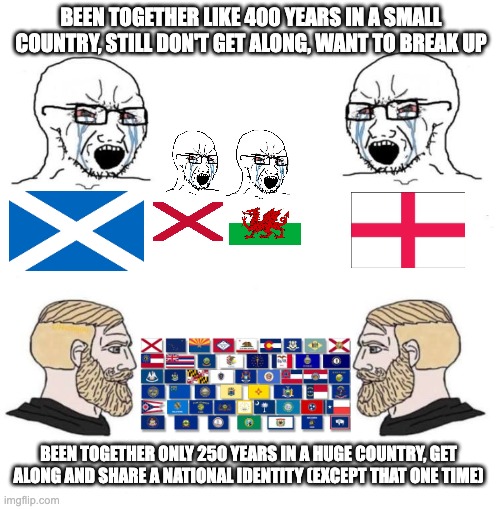 BEEN TOGETHER LIKE 400 YEARS IN A SMALL
COUNTRY, STILL DON'T GET ALONG, WANT TO BREAK UP
BEEN TOGETHER ONLY 250 YEARS IN A HUGE COUNTRY, GET
ALONG AND SHARE A NATIONAL IDENTITY (EXCEPT THAT ONE TIME)
imgflip.com